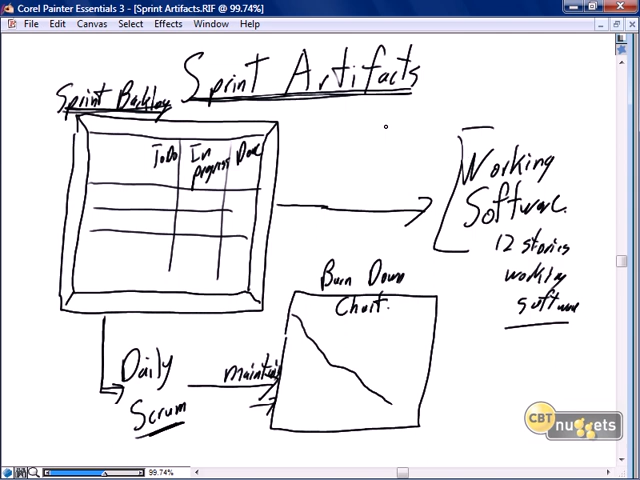 Corel Painter Essentials 3 - [Sprint Artifacts.RIF @ 99.74%]
File Edit Canvas Select Effects Window Help
Sprint Artifacts
Sprint Backlog
ToDo In progress Done
Working
Software.
12 stories
working
software
Burn Down
Chart.
Daily
Scrum
maintain
CBT
nuggets
99.74%